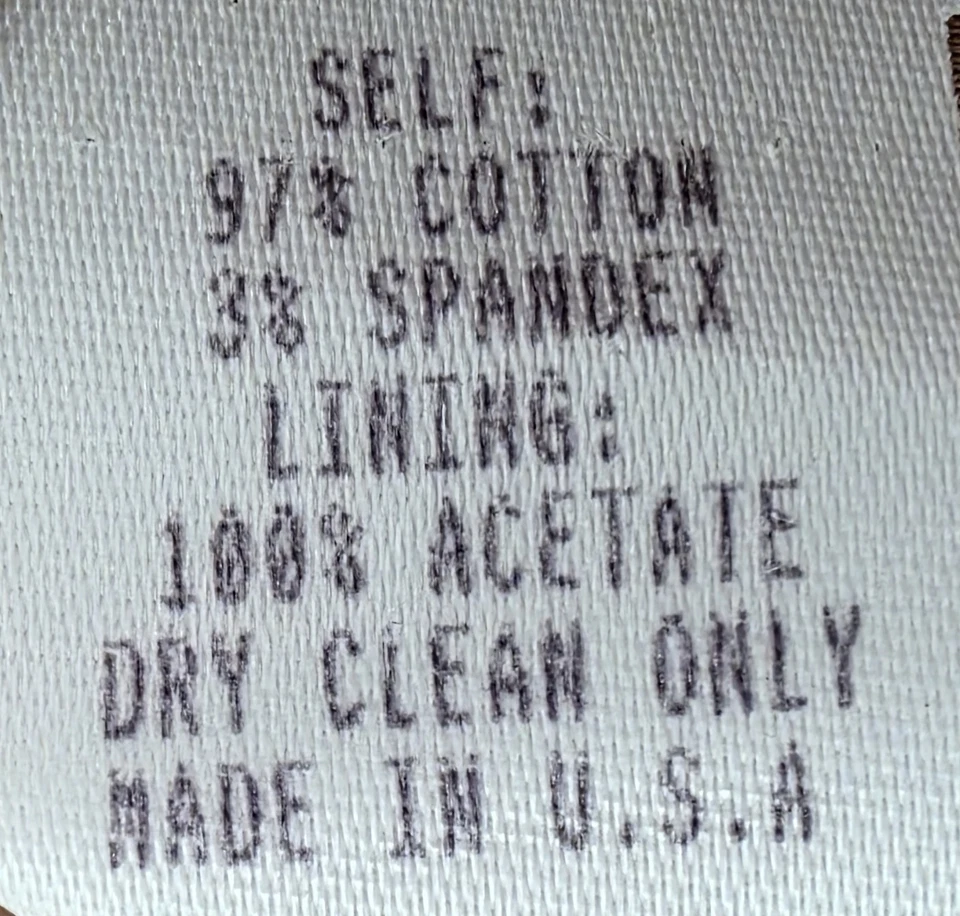 SELF:
97% COTTON
3% SPANDEX
LINING:
100% ACETATE
DRY CLEAN ONLY
MADE IN U.S.A